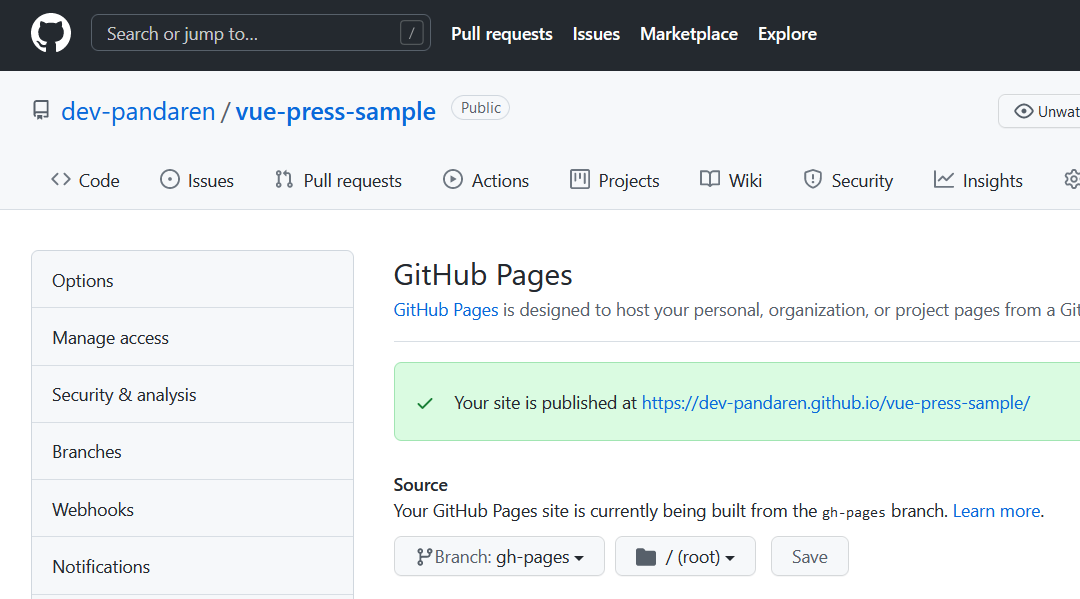 Search or jump to... /
Pull requests Issues Marketplace Explore
dev-pandaren / vue-press-sample Public
Unwat
Code Issues Pull requests Actions Projects Wiki Security Insights
Options
Manage access
Security & analysis
Branches
Webhooks
Notifications
GitHub Pages
GitHub Pages is designed to host your personal, organization, or project pages from a Git
Your site is published at https://dev-pandaren.github.io/vue-press-sample/
Source
Your GitHub Pages site is currently being built from the gh-pages branch. Learn more.
Branch: gh-pages / (root) Save